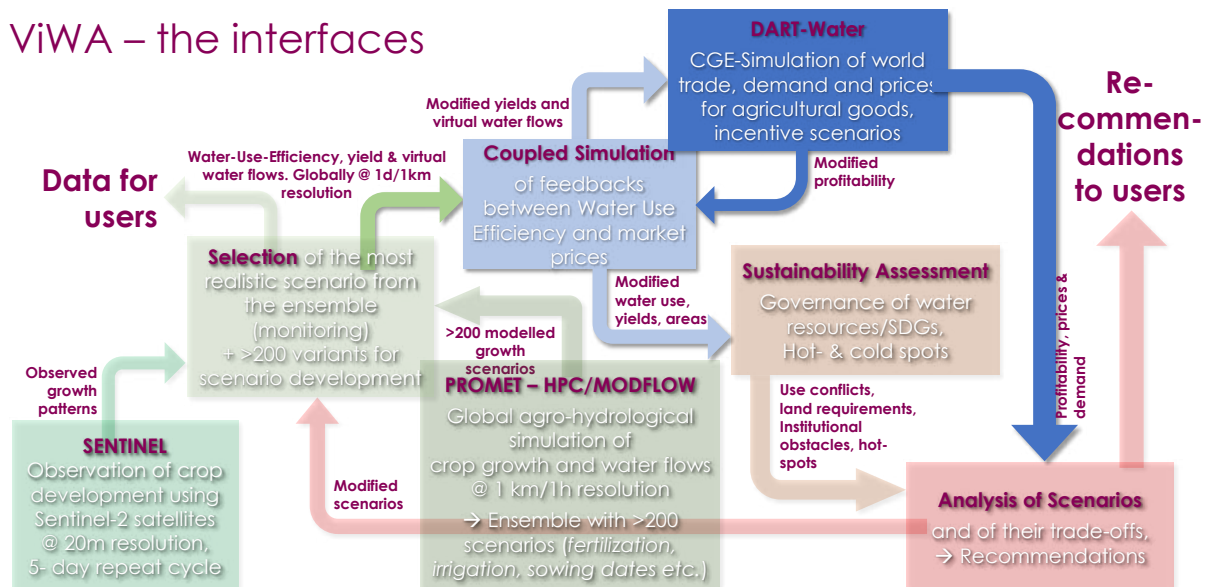 ViWA – the interfaces
DART-Water
CGE-Simulation of world
trade, demand and prices
for agricultural goods,
incentive scenarios
Re-
commen-
dations
to users
Modified yields and
virtual water flows
Water-Use-Efficiency, yield & virtual
water flows. Globally @ 1d/1km
resolution
Data for
users
Coupled Simulation
of feedbacks
between Water Use
Efficiency and market
prices
Modified
profitability
Selection of the most
realistic scenario from
the ensemble
(monitoring)
+ >200 variants for
scenario development
Modified
water use,
yields, areas
Sustainability Assessment
Governance of water
resources/SDGs,
Hot- & cold spots
Profitability, prices &
demand
>200 modelled
growth
scenarios
Observed
growth
patterns
PROMET – HPC/MODFLOW
Global agro-hydrological
simulation of
crop growth and water flows
@ 1 km/1h resolution
→ Ensemble with >200
scenarios (fertilization,
irrigation, sowing dates etc.)
Use conflicts,
land requirements,
Institutional
obstacles, hot-
spots
SENTINEL
Observation of crop
development using
Sentinel-2 satellites
@ 20m resolution,
5- day repeat cycle
Modified
scenarios
Analysis of Scenarios
and of their trade-offs,
→ Recommendations